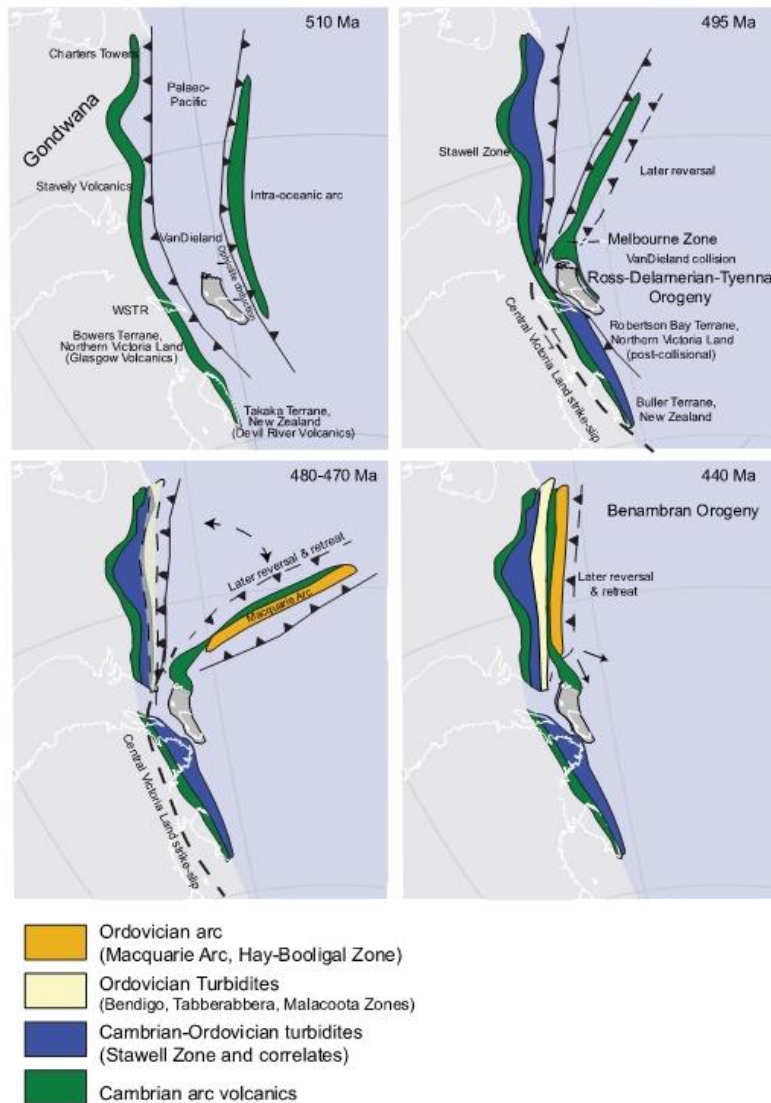 510 Ma
Charters Towers
Palaeo-
Pacific
Gondwana
Stavely Volcanics
Intra-oceanic arc
VanDieland
Ophiolite obduction
WSTR
Bowers Terrane,
Northern Victoria Land
(Glasgow Volcanics)
Takaka Terrane,
New Zealand
(Devil River Volcanics)
495 Ma
Stawell Zone
Later reversal
Melbourne Zone
VanDieland collision
Ross-Delamerian-Tyennan
Orogeny
Central Victoria Land strike-slip
Robertson Bay Terrane,
Northern Victoria Land
(post-collisional)
Buller Terrane,
New Zealand
480-470 Ma
Later reversal & retreat
Macquarie Arc
Central Victoria Land strike-slip
440 Ma
Benambran Orogeny
Later reversal
& retreat
Ordovician arc
(Macquarie Arc, Hay-Booligal Zone)
Ordovician Turbidites
(Bendigo, Tabberabbera, Malacoota Zones)
Cambrian-Ordovician turbidites
(Stawell Zone and correlates)
Cambrian arc volcanics